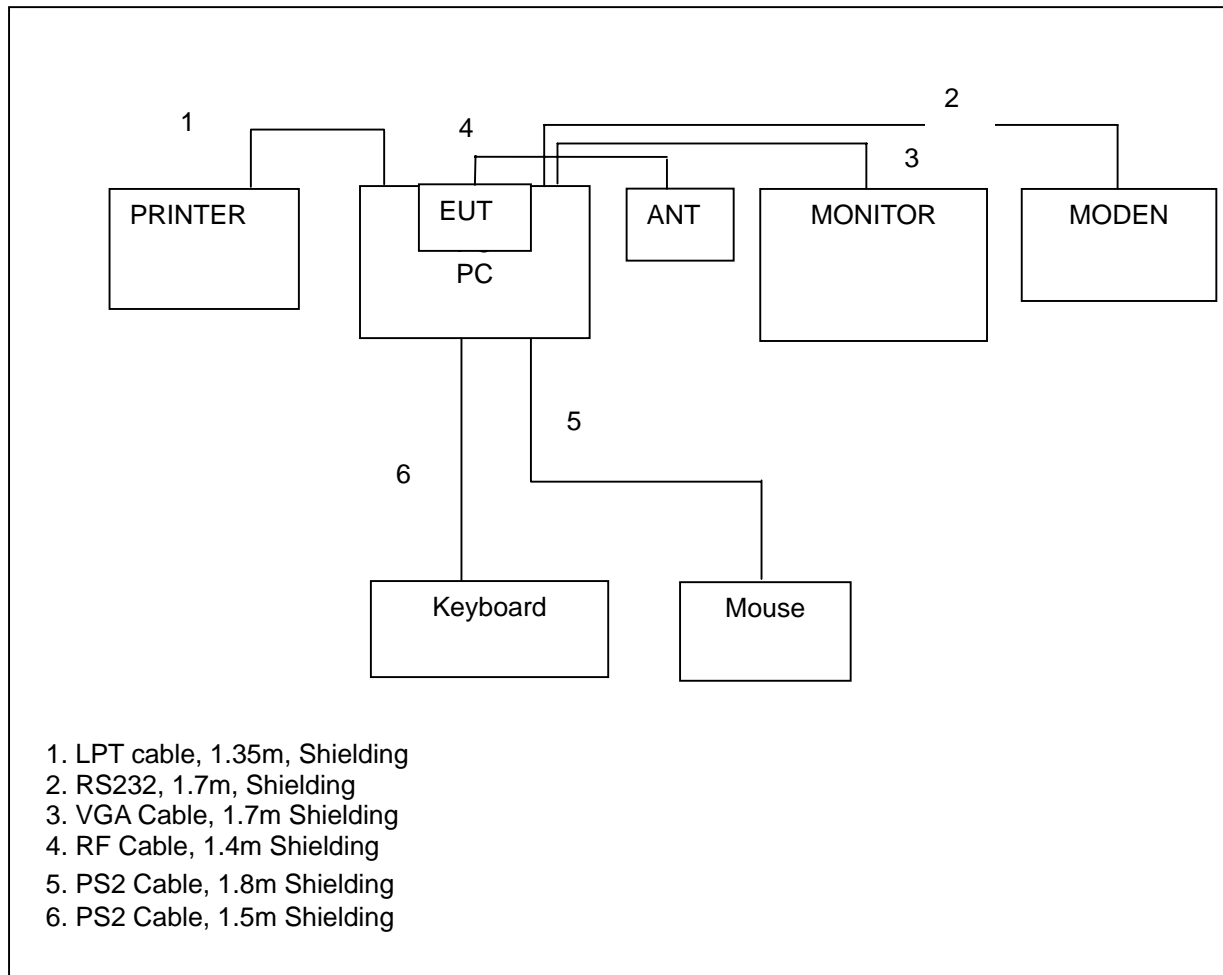 2
1
4
3
PRINTER
EUT
ANT
MONITOR
MODEN
PC
5
6
Keyboard
Mouse
1. LPT cable, 1.35m, Shielding
2. RS232, 1.7m, Shielding
3. VGA Cable, 1.7m Shielding
4. RF Cable, 1.4m Shielding
5. PS2 Cable, 1.8m Shielding
6. PS2 Cable, 1.5m Shielding